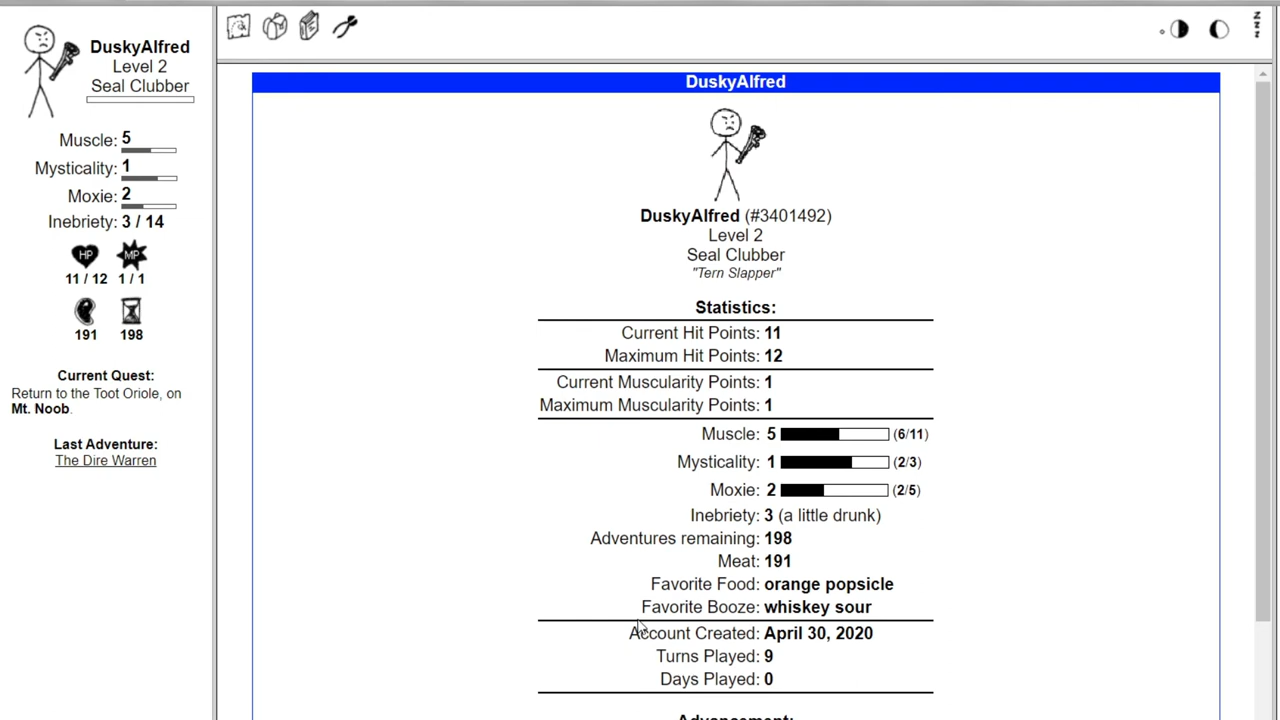 DuskyAlfred
Level 2
Seal Clubber
Muscle: 5
Mysticality: 1
Moxie: 2
Inebriety: 3 / 14
HP MP
11 / 12 1 / 1
191 198
Current Quest:
Return to the Toot Oriole, on
Mt. Noob.
Last Adventure:
The Dire Warren
z z z
DuskyAlfred
DuskyAlfred (#3401492)
Level 2
Seal Clubber
"Tern Slapper"
Statistics:
Current Hit Points: 11
Maximum Hit Points: 12
Current Muscularity Points: 1
Maximum Muscularity Points: 1
Muscle: 5 (6/11)
Mysticality: 1 (2/3)
Moxie: 2 (2/5)
Inebriety: 3 (a little drunk)
Adventures remaining: 198
Meat: 191
Favorite Food: orange popsicle
Favorite Booze: whiskey sour
Account Created: April 30, 2020
Turns Played: 9
Days Played: 0
Advancement: